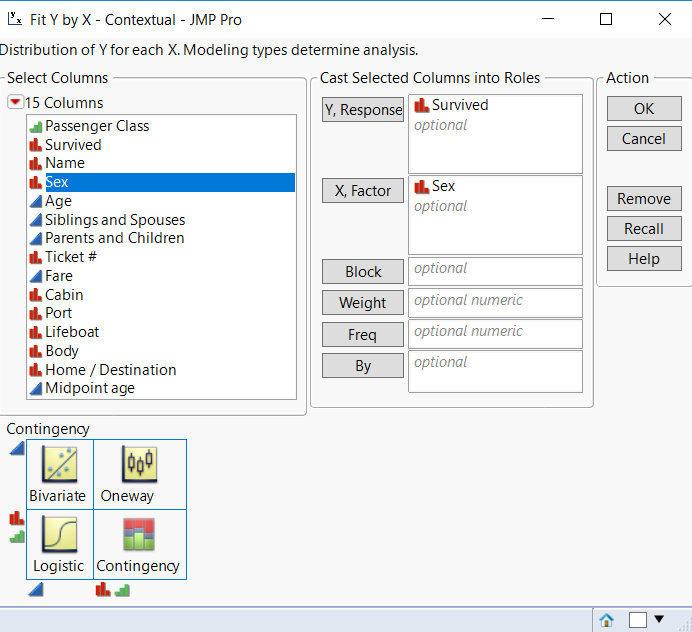 Fit Y by X - Contextual - JMP Pro
Distribution of Y for each X. Modeling types determine analysis.
Select Columns
15 Columns
Passenger Class
Survived
Name
Sex
Age
Siblings and Spouses
Parents and Children
Ticket #
Fare
Cabin
Port
Lifeboat
Body
Home / Destination
Midpoint age
Cast Selected Columns into Roles
Y, Response
Survived
optional
X, Factor
Sex
optional
Block
optional
Weight
optional numeric
Freq
optional numeric
By
optional
Action
OK
Cancel
Remove
Recall
Help
Contingency
Bivariate
Oneway
Logistic
Contingency